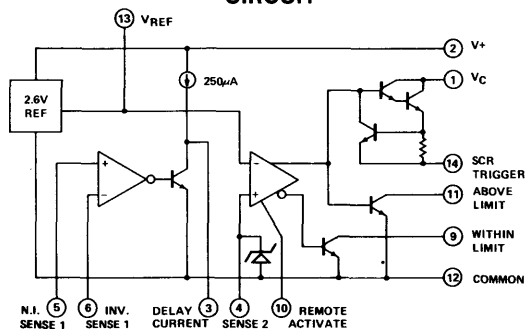 CIRCUIT
13 VREF
2 V+
250µA
1 VC
2.6V
REF
+
−
−
+
14 SCR
TRIGGER
11 ABOVE
LIMIT
9 WITHIN
LIMIT
12 COMMON
N.I. 5 6 INV. DELAY 3 4 10 REMOTE
SENSE 1 SENSE 1 CURRENT SENSE 2 ACTIVATE